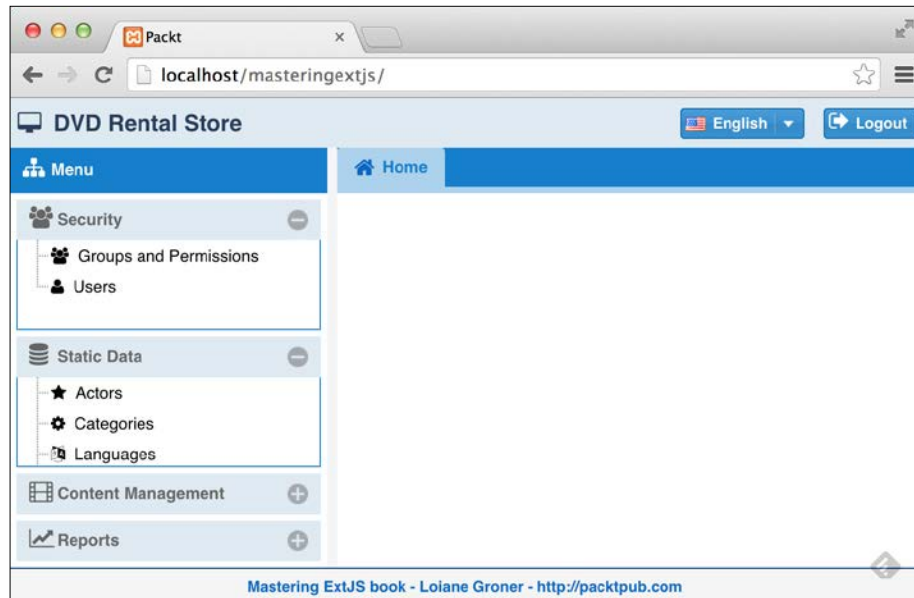 Packt
localhost/masteringextjs/
DVD Rental Store
English
Logout
Menu
Home
Security
Groups and Permissions
Users
Static Data
Actors
Categories
Languages
Content Management
Reports
Mastering ExtJS book - Loiane Groner - http://packtpub.com